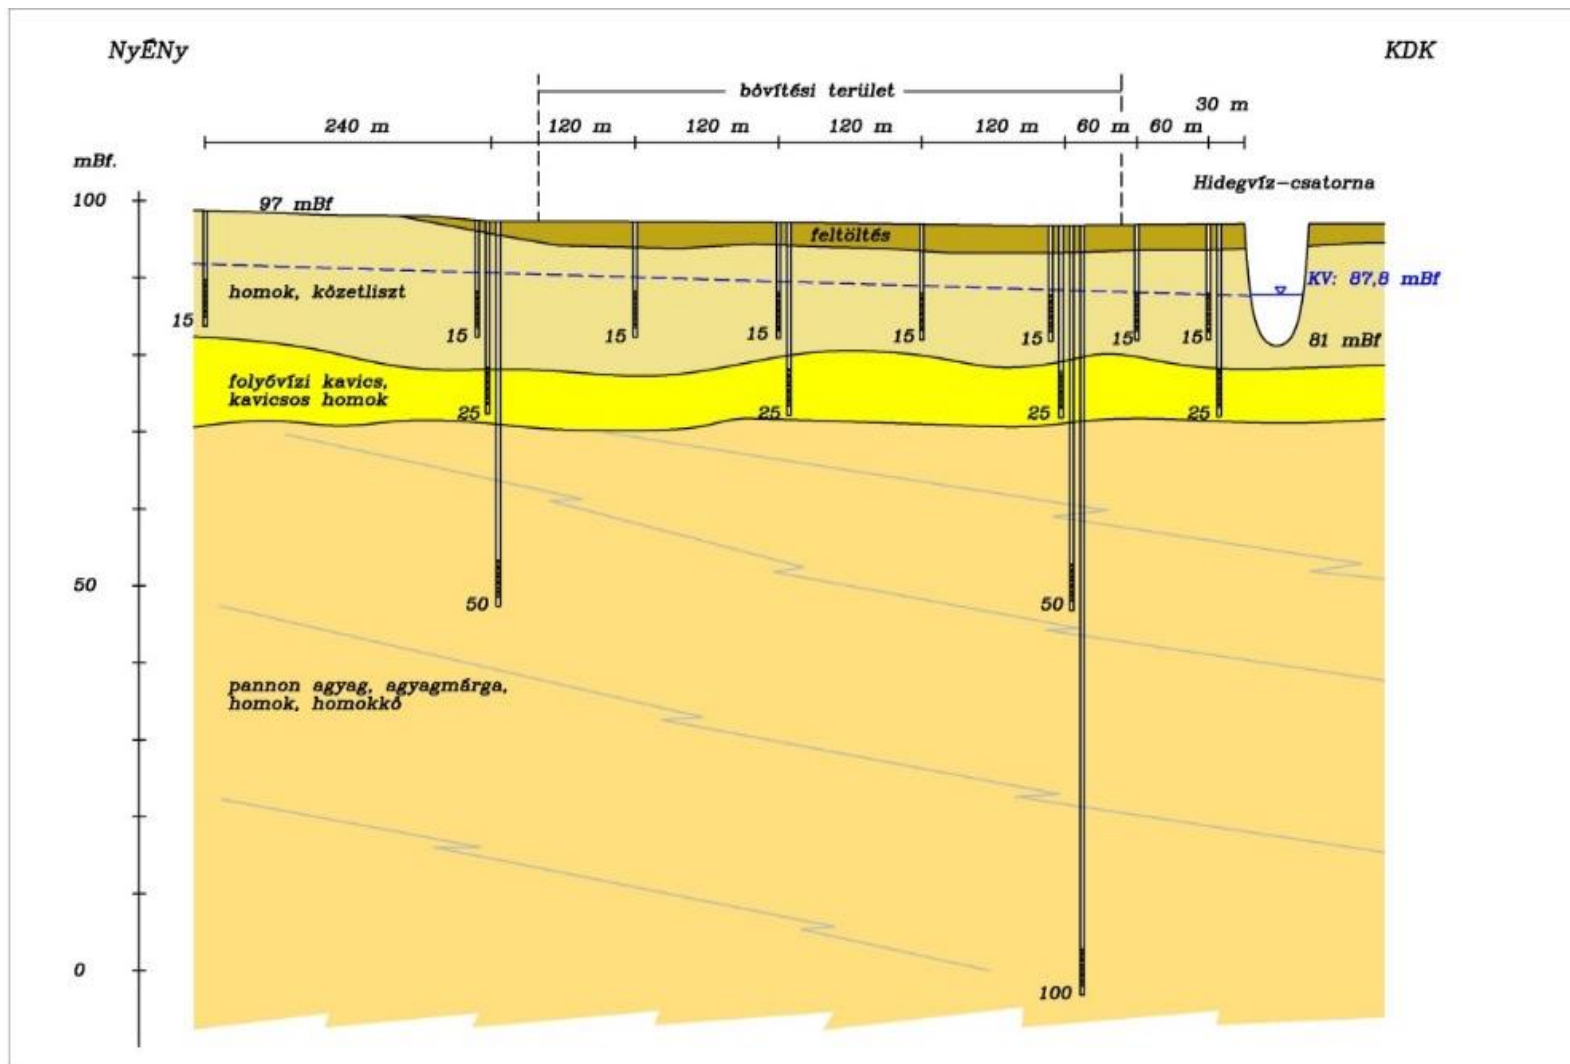 NyÉNy
KDK
bővítési terület
30 m
240 m
120 m
120 m
120 m
120 m
60 m
60 m
mBf.
Hidegvíz-csatorna
100
97 mBf
feltöltés
KV: 87,8 mBf
homok, kőzetliszt
15
15
15
15
15
15
15
15
81 mBf
folyóvízi kavics,
kavicsos homok
25
25
25
25
50
50
50
pannon agyag, agyagmárga,
homok, homokkő
0
100